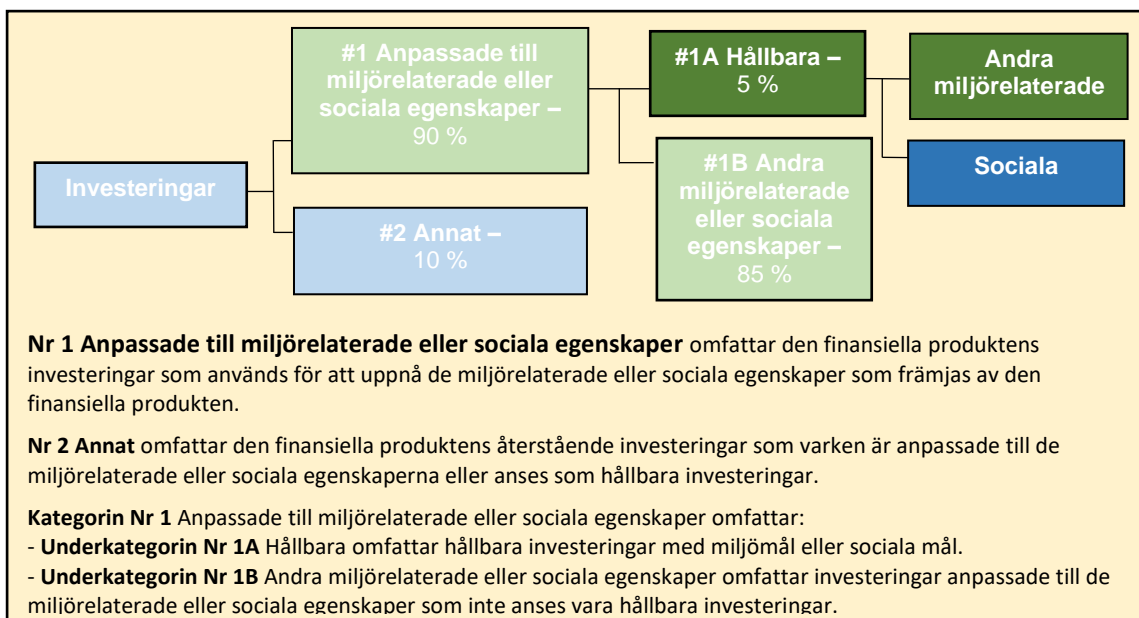 Investeringar
#1 Anpassade till
miljörelaterade eller
sociala egenskaper –
90 %
#2 Annat –
10 %
#1A Hållbara –
5 %
#1B Andra
miljörelaterade
eller sociala
egenskaper –
85 %
Andra
miljörelaterade
Sociala
Nr 1 Anpassade till miljörelaterade eller sociala egenskaper omfattar den finansiella produktens
investeringar som används för att uppnå de miljörelaterade eller sociala egenskaper som främjas av den
finansiella produkten.
Nr 2 Annat omfattar den finansiella produktens återstående investeringar som varken är anpassade till de
miljörelaterade eller sociala egenskaperna eller anses som hållbara investeringar.
Kategorin Nr 1 Anpassade till miljörelaterade eller sociala egenskaper omfattar:
- Underkategorin Nr 1A Hållbara omfattar hållbara investeringar med miljömål eller sociala mål.
- Underkategorin Nr 1B Andra miljörelaterade eller sociala egenskaper omfattar investeringar anpassade till de
miljörelaterade eller sociala egenskaper som inte anses vara hållbara investeringar.